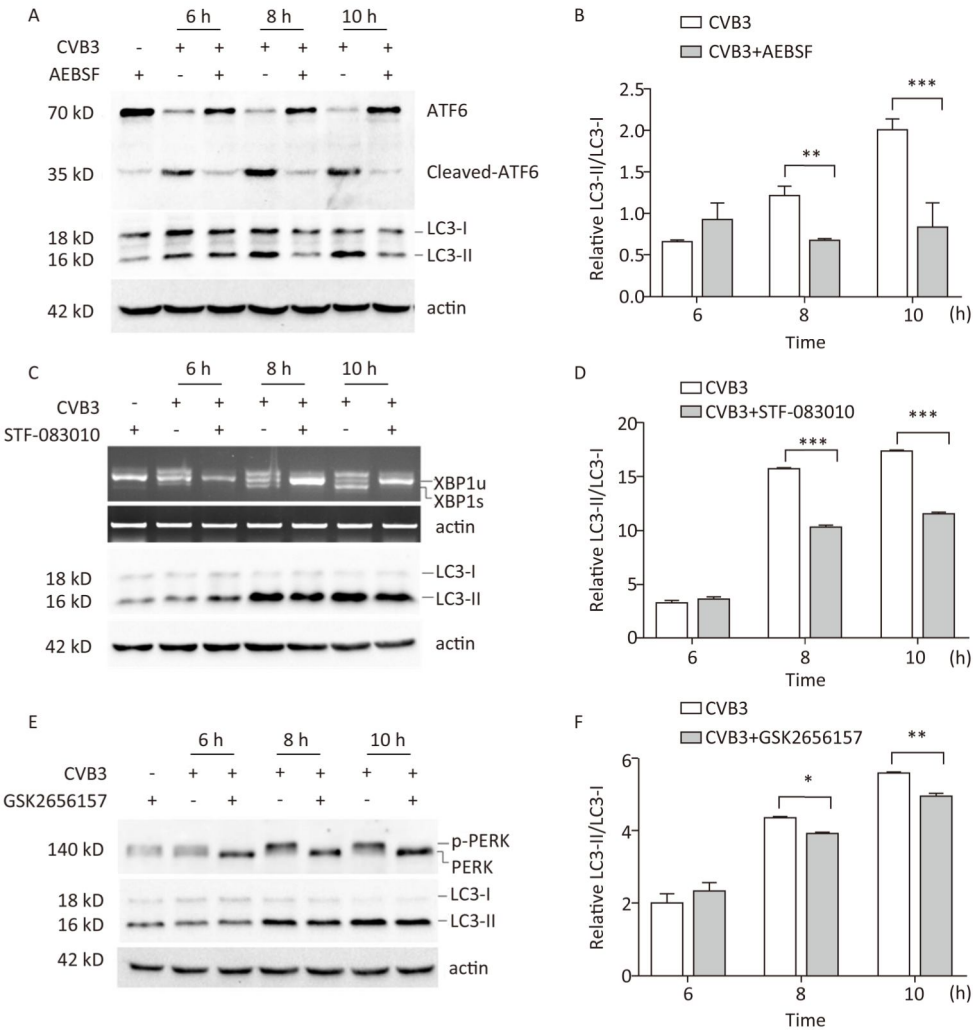 A
6 h 8 h 10 h
CVB3 - + + + + + +
AEBSF + - + - + - +
70 kD ATF6
35 kD Cleaved-ATF6
18 kD LC3-I
16 kD LC3-II
42 kD actin
B
CVB3
CVB3+AEBSF
Relative LC3-II/LC3-I
2.5
2.0
1.5
1.0
0.5
0.0
**
***
6 8 10 (h)
Time
C
6 h 8 h 10 h
CVB3 - + + + + + +
STF-083010 + - + - + - +
XBP1u
XBP1s
actin
18 kD LC3-I
16 kD LC3-II
42 kD actin
D
CVB3
CVB3+STF-083010
Relative LC3-II/LC3-I
20
15
10
5
0
***
***
6 8 10 (h)
Time
E
6 h 8 h 10 h
CVB3 - + + + + + +
GSK2656157 + - + - + - +
140 kD p-PERK
PERK
18 kD LC3-I
16 kD LC3-II
42 kD actin
F
CVB3
CVB3+GSK2656157
Relative LC3-II/LC3-I
6
4
2
0
*
**
6 8 10 (h)
Time